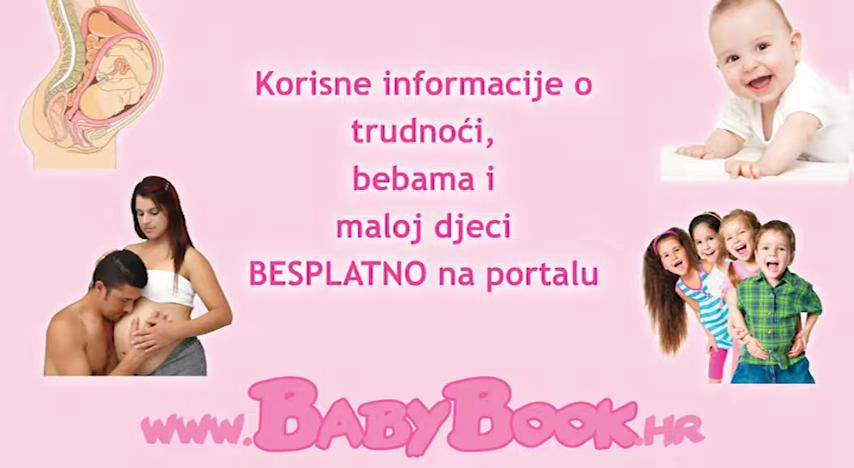 Korisne informacije o
trudnoći,
bebama i
maloj djeci
BESPLATNO na portalu
www.BabyBook.hr